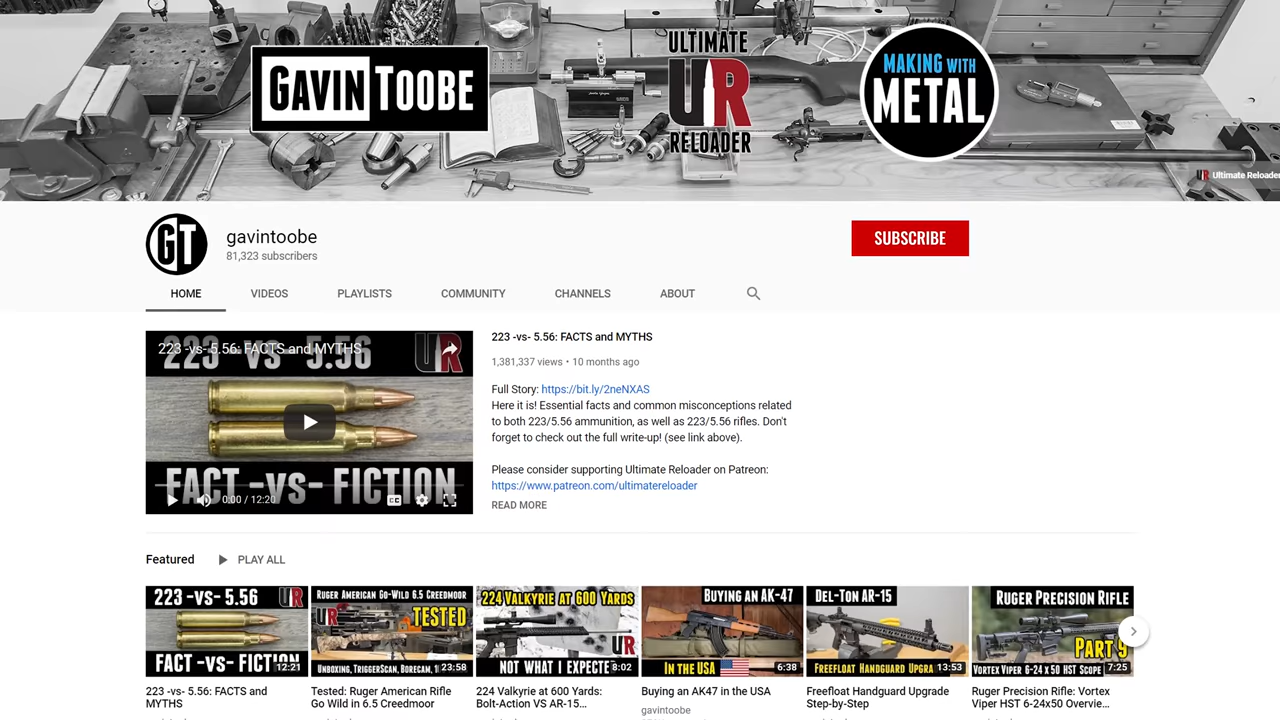 GAVIN TOOBE
ULTIMATE
UR
RELOADER
MAKING WITH
METAL
UR Ultimate Reloader
GT
gavintoobe
81,323 subscribers
SUBSCRIBE
HOME VIDEOS PLAYLISTS COMMUNITY CHANNELS ABOUT
223 -vs- 5.56
223 -vs- 5.56: FACTS and MYTHS
UR
FACT -VS- FICTION
0:00 / 12:20
CC
223 -vs- 5.56: FACTS and MYTHS
1,381,337 views • 10 months ago
Full Story: https://bit.ly/2neNXAS
Here it is! Essential facts and common misconceptions related
to both 223/5.56 ammunition, as well as 223/5.56 rifles. Don't
forget to check out the full write-up! (see link above).
Please consider supporting Ultimate Reloader on Patreon:
https://www.patreon.com/ultimatereloader
READ MORE
Featured PLAY ALL
223 -VS- 5.56 UR
FACT -VS- FICTION
12:21
223 -vs- 5.56: FACTS and
MYTHS
RUGER AMERICAN GO-WILD 6.5 CREEDMOOR
UR
TESTED
UNBOXING, TRIGGERSCAN, BORECAM, 1
23:58
Tested: Ruger American Rifle
Go Wild in 6.5 Creedmoor
224 VALKYRIE AT 600 YARDS
UR
NOT WHAT I EXPECTE
8:02
224 Valkyrie at 600 Yards:
Bolt-Action VS AR-15...
BUYING AN AK-47
IN THE USA
6:38
Buying an AK47 in the USA
gavintoobe
DEL-TON AR-15
FREEFLOAT HANDGUARD UPGRA
13:53
Freefloat Handguard Upgrade
Step-by-Step
RUGER PRECISION RIFLE
PART 9
VORTEX VIPER 6-24 X 50 HST SCOPE
7:25
Ruger Precision Rifle: Vortex
Viper HST 6-24x50 Overvie...